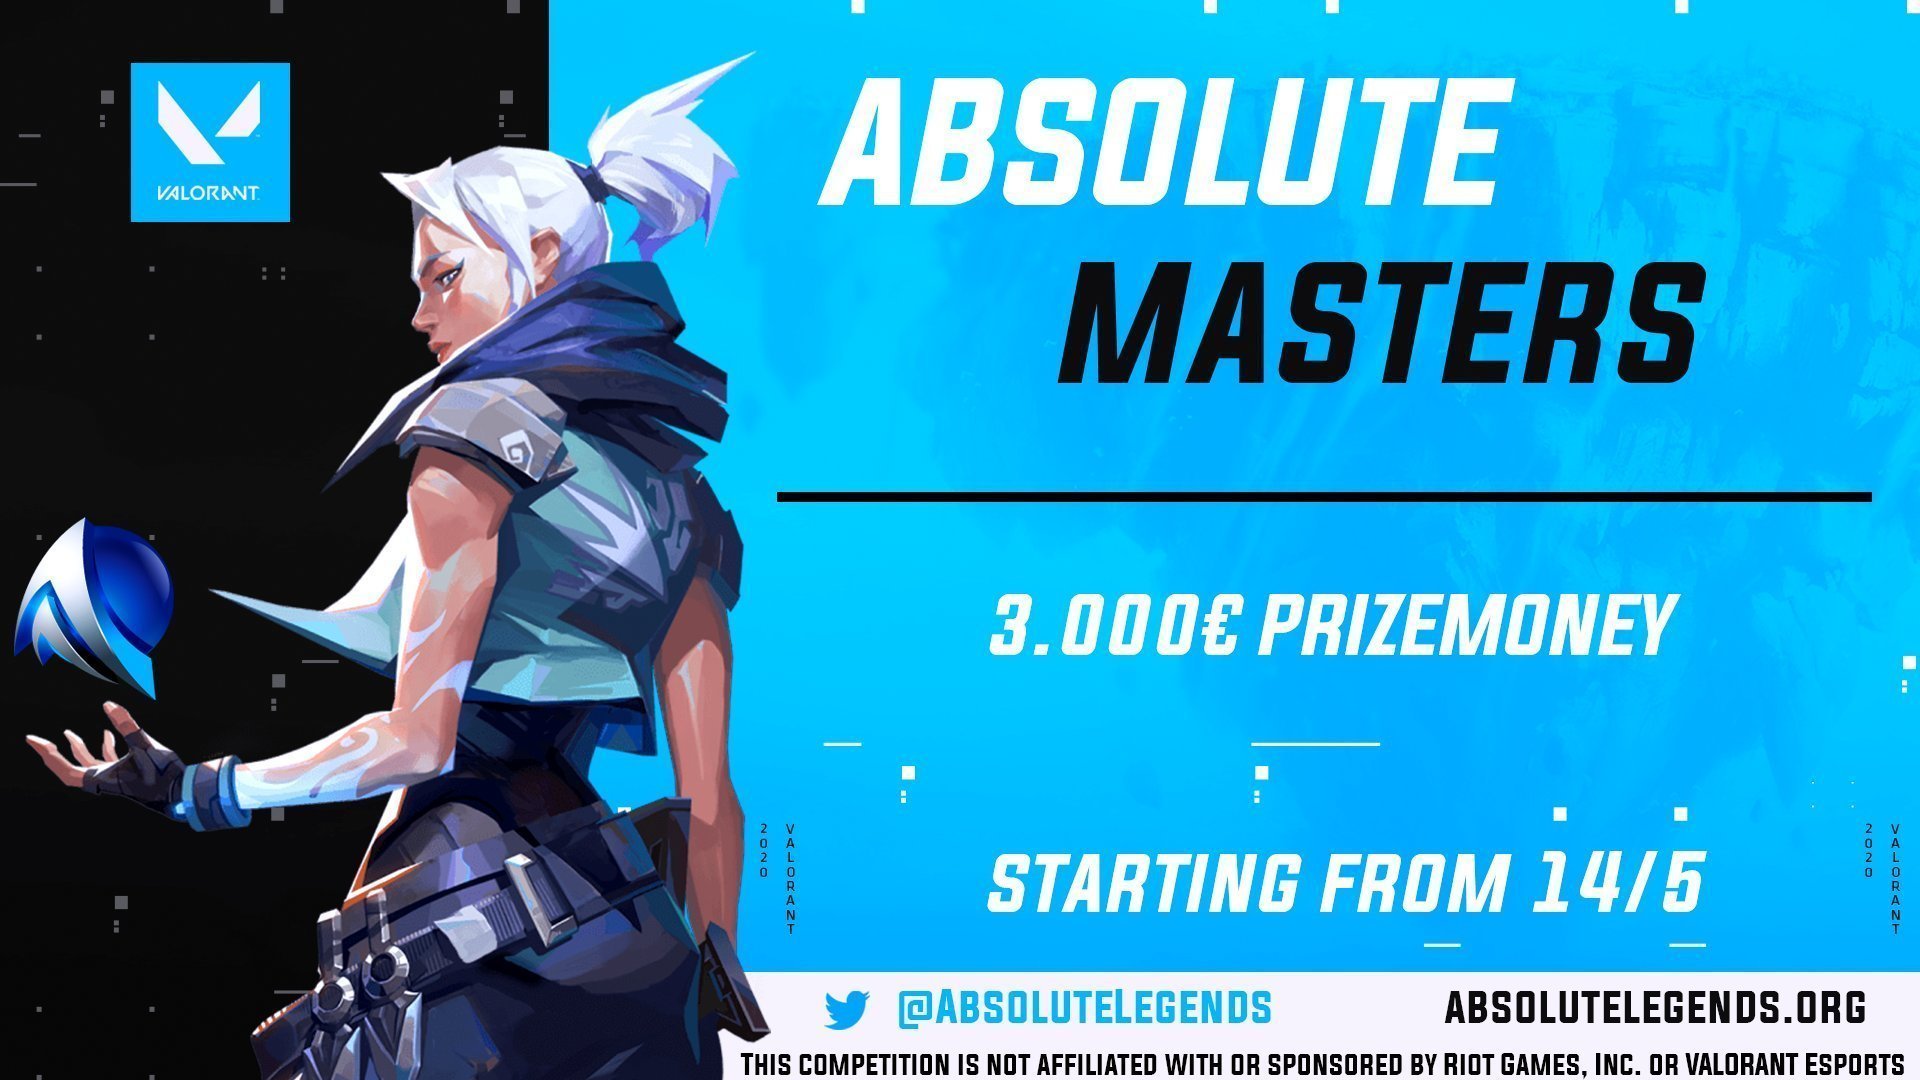 VALORANT
ABSOLUTE
MASTERS
3.000€ PRIZEMONEY
STARTING FROM 14/5
2020
VALORANT
2020
VALORANT
@ABSOLUTELEGENDS
ABSOLUTELEGENDS.ORG
THIS COMPETITION IS NOT AFFILIATED WITH OR SPONSORED BY RIOT GAMES, INC. OR VALORANT ESPORTS